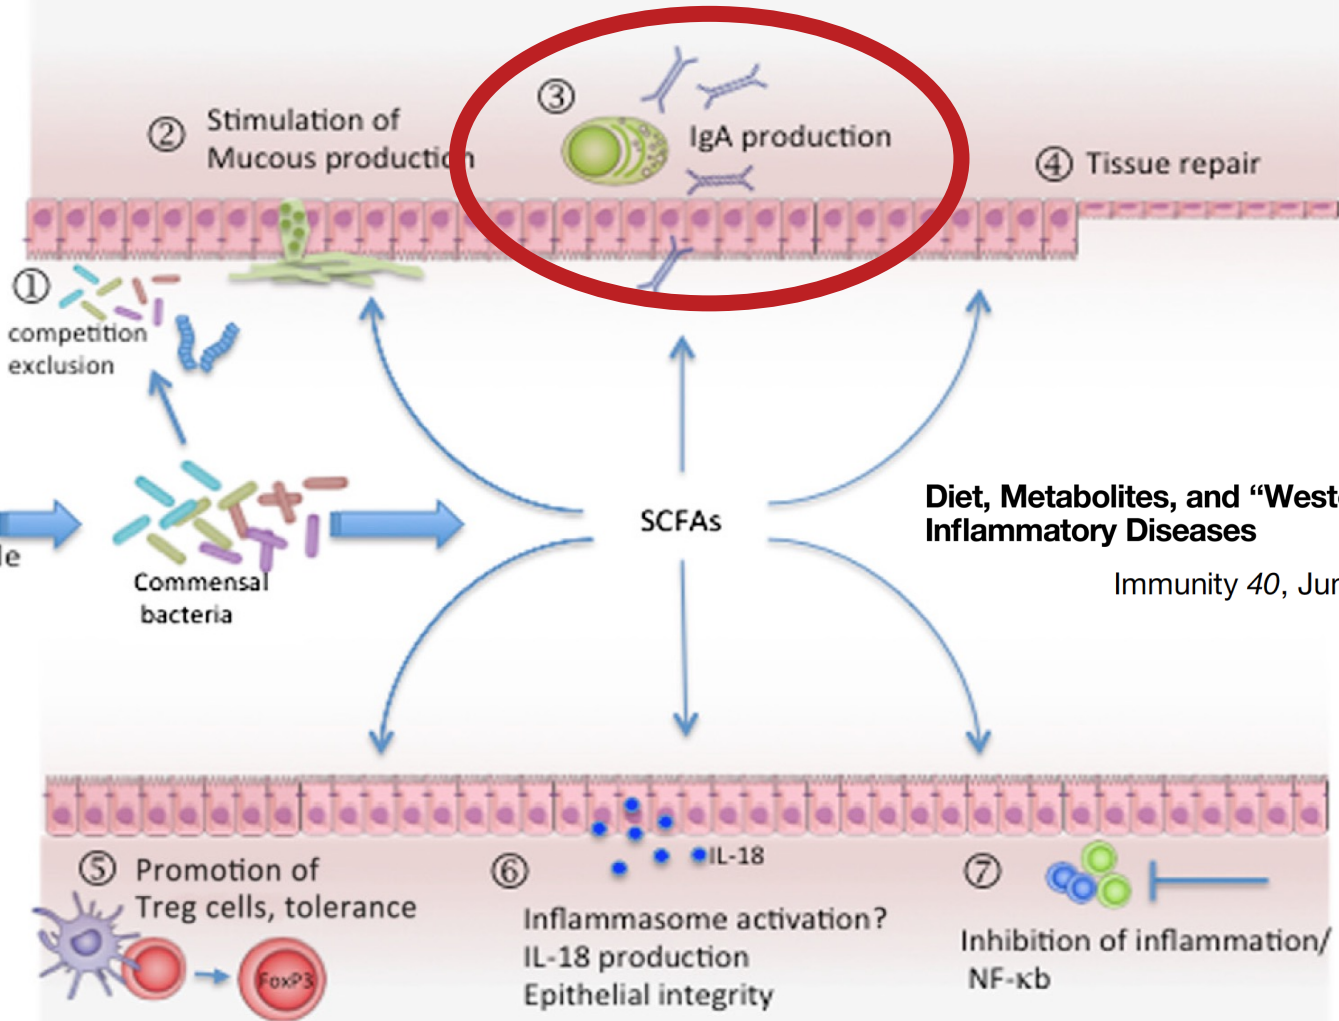 ② Stimulation of
Mucous production
③
IgA production
④ Tissue repair
①
competition
exclusion
Commensal
bacteria
SCFAs
Diet, Metabolites, and “West
Inflammatory Diseases
Immunity 40, Jun
⑤ Promotion of
Treg cells, tolerance
FoxP3
⑥
IL-18
Inflammasome activation?
IL-18 production
Epithelial integrity
⑦
Inhibition of inflammation/
NF-κb